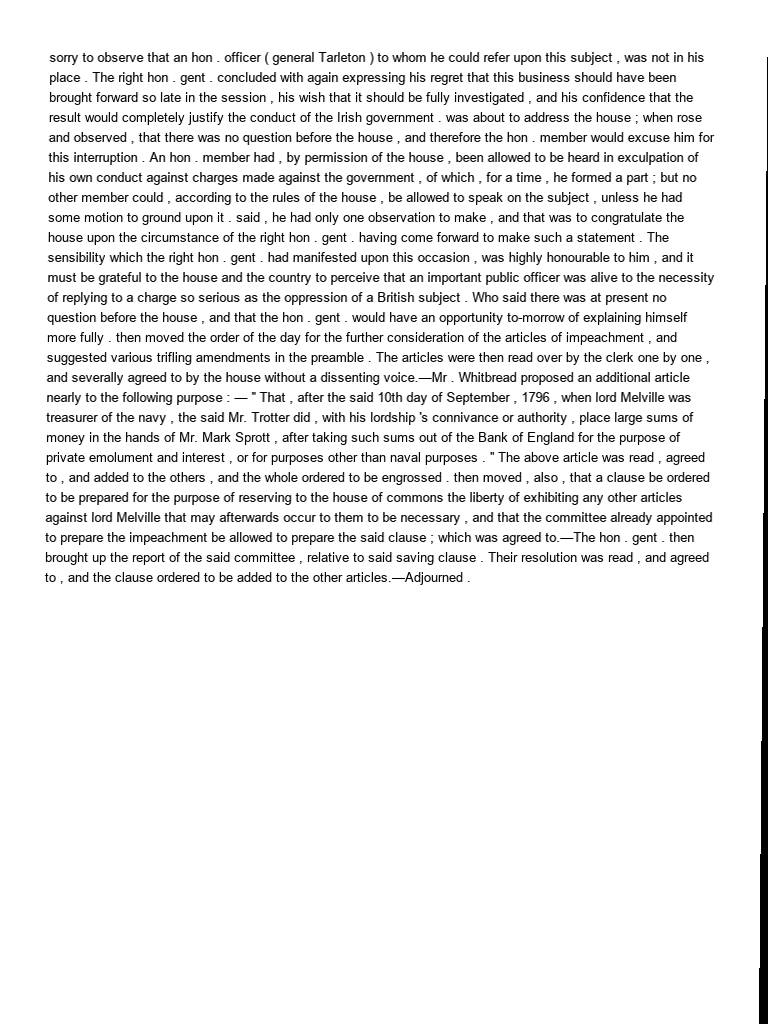 sorry to observe that an hon . officer ( general Tarleton ) to whom he could refer upon this subject , was not in his
place . The right hon . gent . concluded with again expressing his regret that this business should have been
brought forward so late in the session , his wish that it should be fully investigated , and his confidence that the
result would completely justify the conduct of the Irish government . was about to address the house ; when rose
and observed , that there was no question before the house , and therefore the hon . member would excuse him for
this interruption . An hon . member had , by permission of the house , been allowed to be heard in exculpation of
his own conduct against charges made against the government , of which , for a time , he formed a part ; but no
other member could , according to the rules of the house , be allowed to speak on the subject , unless he had
some motion to ground upon it . said , he had only one observation to make , and that was to congratulate the
house upon the circumstance of the right hon . gent . having come forward to make such a statement . The
sensibility which the right hon . gent . had manifested upon this occasion , was highly honourable to him , and it
must be grateful to the house and the country to perceive that an important public officer was alive to the necessity
of replying to a charge so serious as the oppression of a British subject . Who said there was at present no
question before the house , and that the hon . gent . would have an opportunity to-morrow of explaining himself
more fully . then moved the order of the day for the further consideration of the articles of impeachment , and
suggested various trifling amendments in the preamble . The articles were then read over by the clerk one by one ,
and severally agreed to by the house without a dissenting voice.—Mr . Whitbread proposed an additional article
nearly to the following purpose : — " That , after the said 10th day of September , 1796 , when lord Melville was
treasurer of the navy , the said Mr. Trotter did , with his lordship 's connivance or authority , place large sums of
money in the hands of Mr. Mark Sprott , after taking such sums out of the Bank of England for the purpose of
private emolument and interest , or for purposes other than naval purposes . " The above article was read , agreed
to , and added to the others , and the whole ordered to be engrossed . then moved , also , that a clause be ordered
to be prepared for the purpose of reserving to the house of commons the liberty of exhibiting any other articles
against lord Melville that may afterwards occur to them to be necessary , and that the committee already appointed
to prepare the impeachment be allowed to prepare the said clause ; which was agreed to.—The hon . gent . then
brought up the report of the said committee , relative to said saving clause . Their resolution was read , and agreed
to , and the clause ordered to be added to the other articles.—Adjourned .